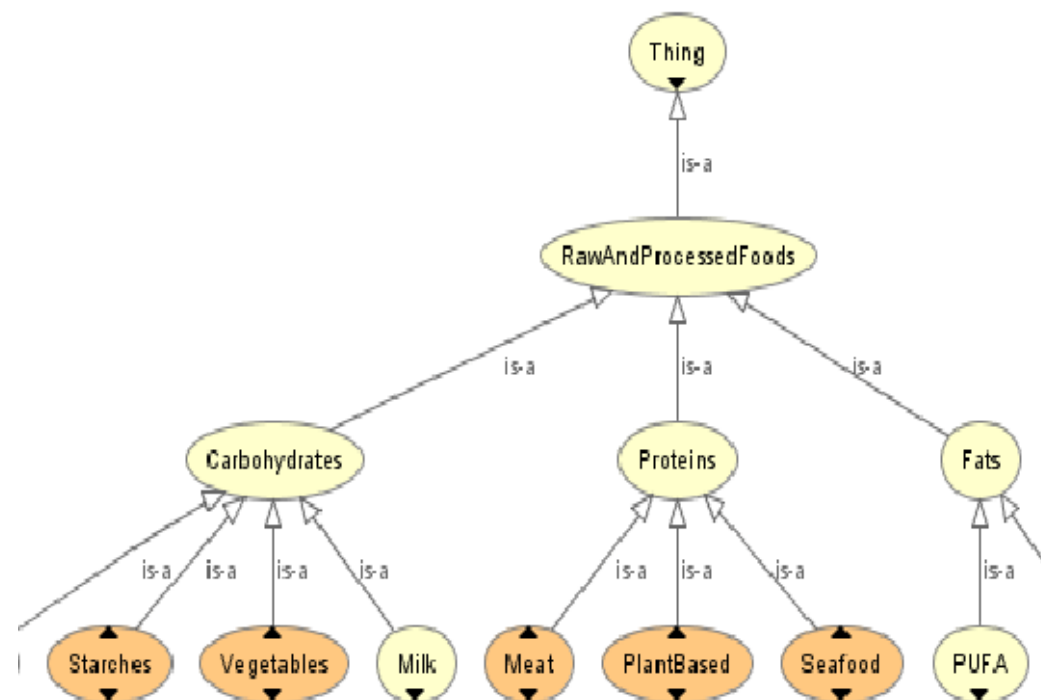 Thing
is-a
RawAndProcessedFoods
is-a
is-a
is-a
Carbohydrates
Proteins
Fats
is-a
is-a
is-a
is-a
is-a
is-a
is-a
is-a
Starches
Vegetables
Milk
Meat
PlantBased
Seafood
PUFA